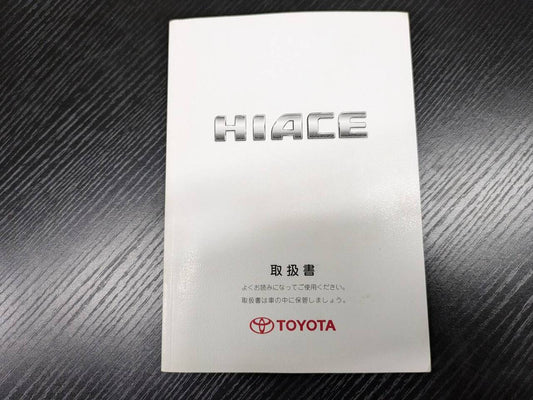 HIACE
取扱書
よくお読みになってご使用ください。
取扱書は車の中に保管しましょう。
TOYOTA